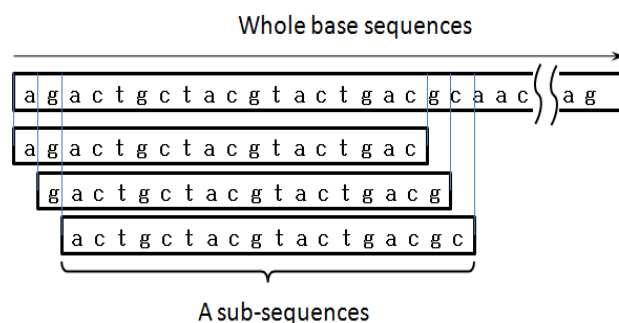 Whole base sequences
a g a c t g c t a c g t a c t g a c g c a a c a g
a g a c t g c t a c g t a c t g a c
g a c t g c t a c g t a c t g a c g
a c t g c t a c g t a c t g a c g c
A sub-sequences